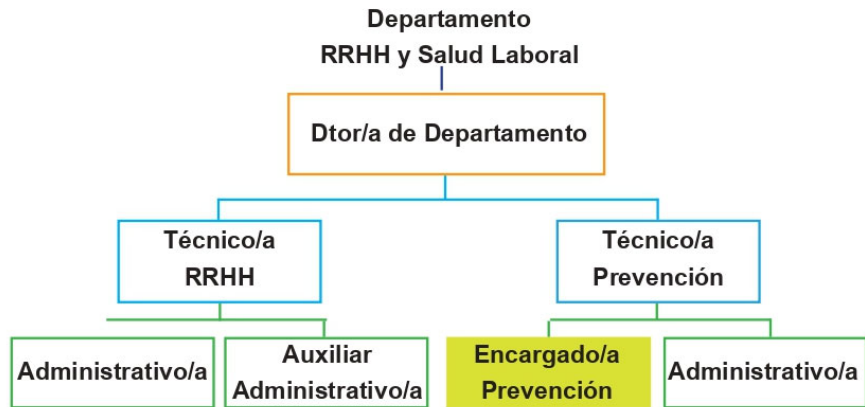 Departamento
RRHH y Salud Laboral
Dtor/a de Departamento
Técnico/a
RRHH
Técnico/a
Prevención
Administrativo/a
Auxiliar
Administrativo/a
Encargado/a
Prevención
Administrativo/a